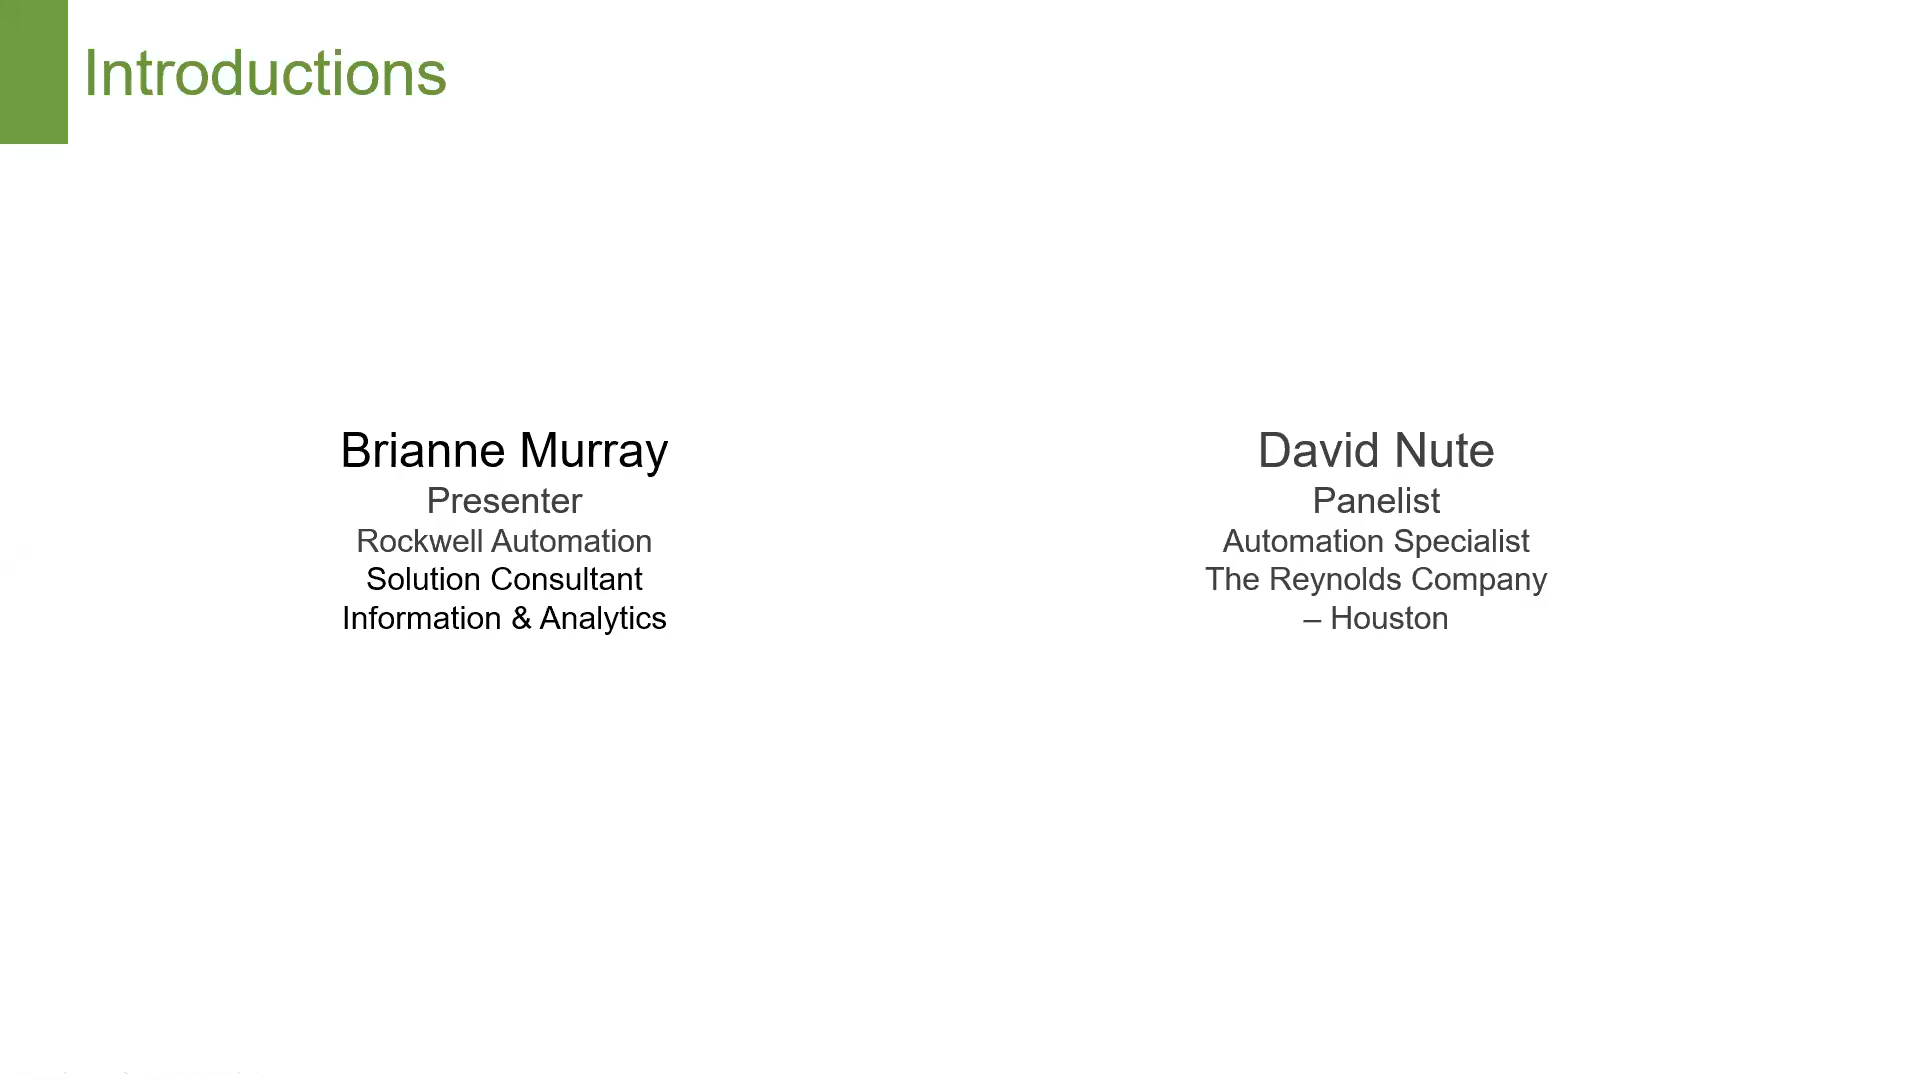 Introductions
Brianne Murray
Presenter
Rockwell Automation
Solution Consultant
Information & Analytics
David Nute
Panelist
Automation Specialist
The Reynolds Company
– Houston